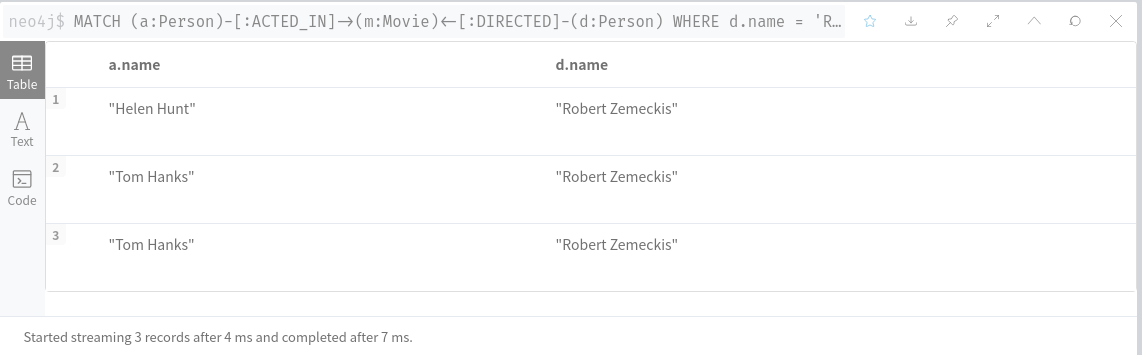 neo4j$ MATCH (a:Person)-[:ACTED_IN]->(m:Movie)<-[:DIRECTED]-(d:Person) WHERE d.name = 'R…
Table
Text
Code
a.name d.name
1 "Helen Hunt" "Robert Zemeckis"
2 "Tom Hanks" "Robert Zemeckis"
3 "Tom Hanks" "Robert Zemeckis"
Started streaming 3 records after 4 ms and completed after 7 ms.